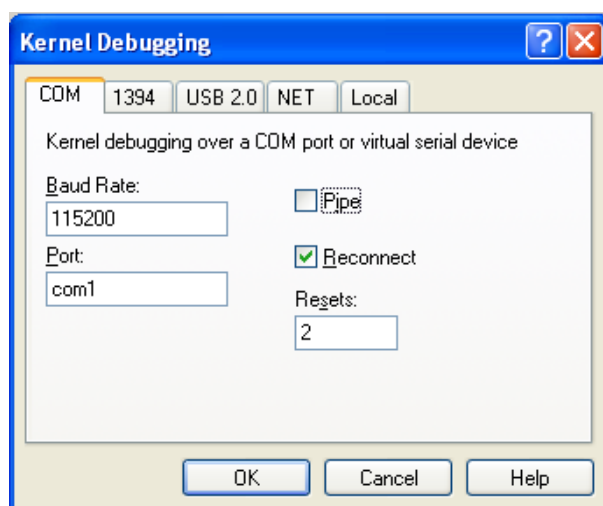 Kernel Debugging
COM 1394 USB 2.0 NET Local
Kernel debugging over a COM port or virtual serial device
Baud Rate:
115200
Pipe
Port:
com1
Reconnect
Resets:
2
OK Cancel Help